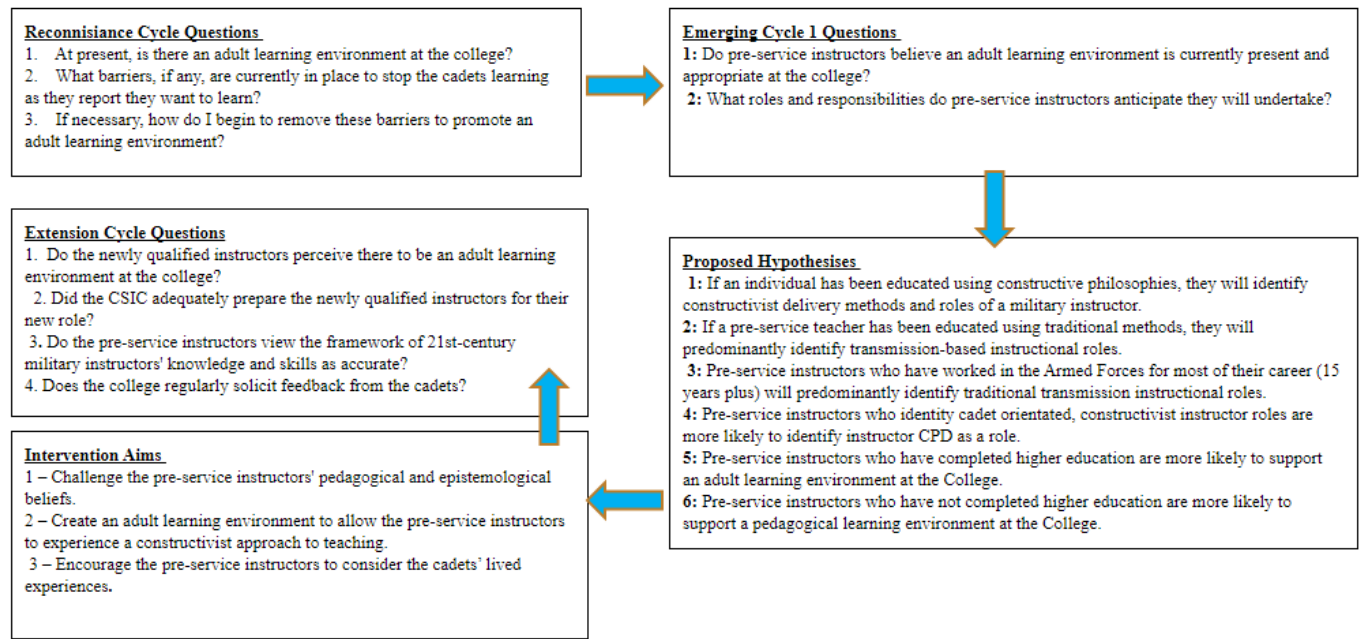 Reconnisiance Cycle Questions
1. At present, is there an adult learning environment at the college?
2. What barriers, if any, are currently in place to stop the cadets learning
as they report they want to learn?
3. If necessary, how do I begin to remove these barriers to promote an
adult learning environment?
Emerging Cycle 1 Questions
1: Do pre-service instructors believe an adult learning environment is currently present and
appropriate at the college?
2: What roles and responsibilities do pre-service instructors anticipate they will undertake?
Proposed Hypothesises
1: If an individual has been educated using constructive philosophies, they will identify
constructivist delivery methods and roles of a military instructor.
2: If a pre-service teacher has been educated using traditional methods, they will
predominantly identify transmission-based instructional roles.
3: Pre-service instructors who have worked in the Armed Forces for most of their career (15
years plus) will predominantly identify traditional transmission instructional roles.
4: Pre-service instructors who identity cadet orientated, constructivist instructor roles are
more likely to identify instructor CPD as a role.
5: Pre-service instructors who have completed higher education are more likely to support
an adult learning environment at the College.
6: Pre-service instructors who have not completed higher education are more likely to
support a pedagogical learning environment at the College.
Intervention Aims
1 – Challenge the pre-service instructors' pedagogical and epistemological
beliefs.
2 – Create an adult learning environment to allow the pre-service instructors
to experience a constructivist approach to teaching.
3 – Encourage the pre-service instructors to consider the cadets' lived
experiences.
Extension Cycle Questions
1. Do the newly qualified instructors perceive there to be an adult learning
environment at the college?
2. Did the CSIC adequately prepare the newly qualified instructors for their
new role?
3. Do the pre-service instructors view the framework of 21st-century
military instructors' knowledge and skills as accurate?
4. Does the college regularly solicit feedback from the cadets?